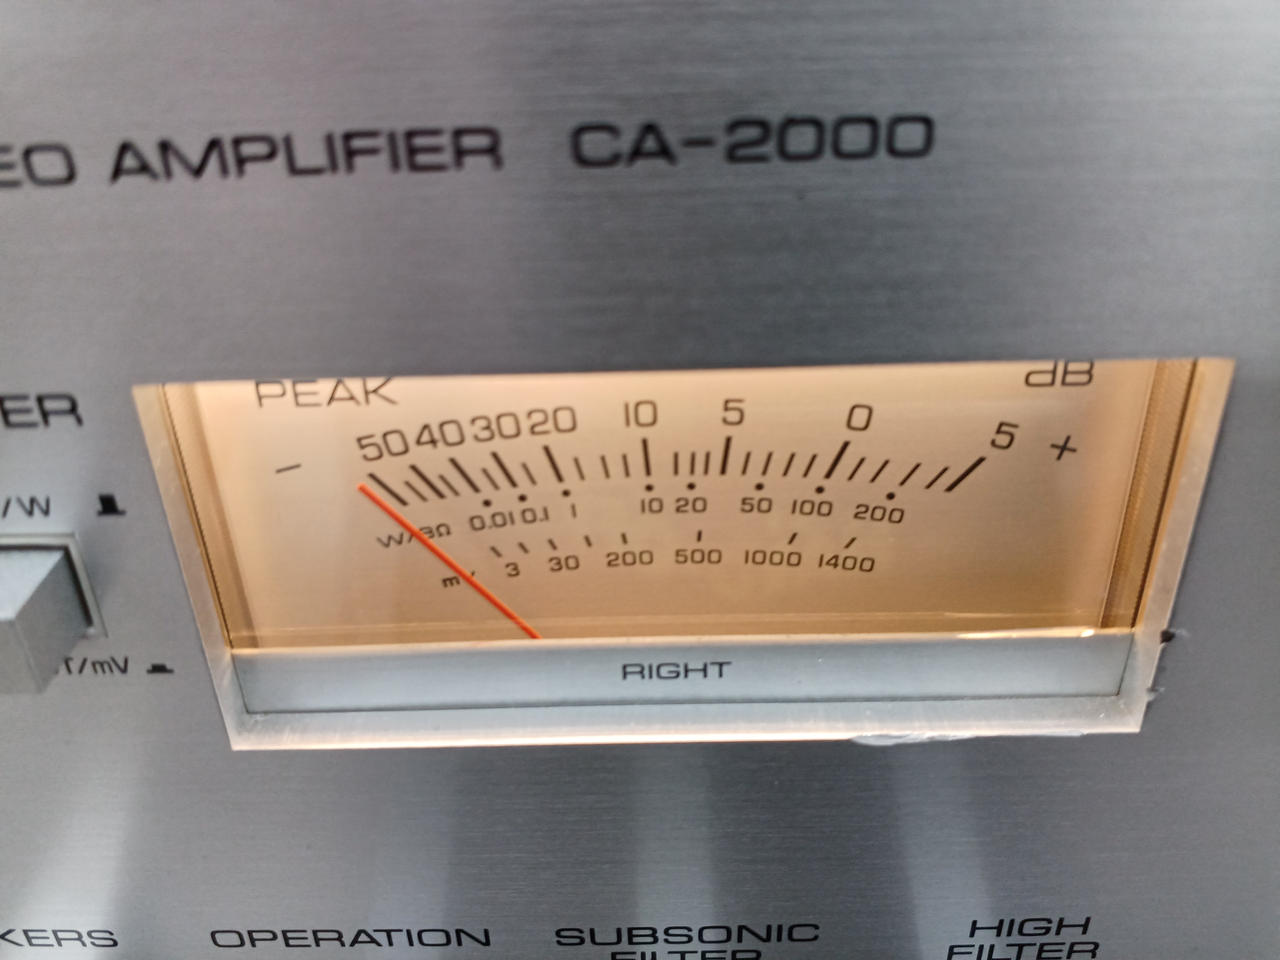 EO AMPLIFIER CA-2000
ER
PEAK dB
- 50 40 30 20 10 5 0 5 +
/W
W/8Ω 0.01 0.1 1 10 20 50 100 200
m 3 30 200 500 1000 1400
T/mV
RIGHT
KERS OPERATION SUBSONIC FILTER HIGH FILTER